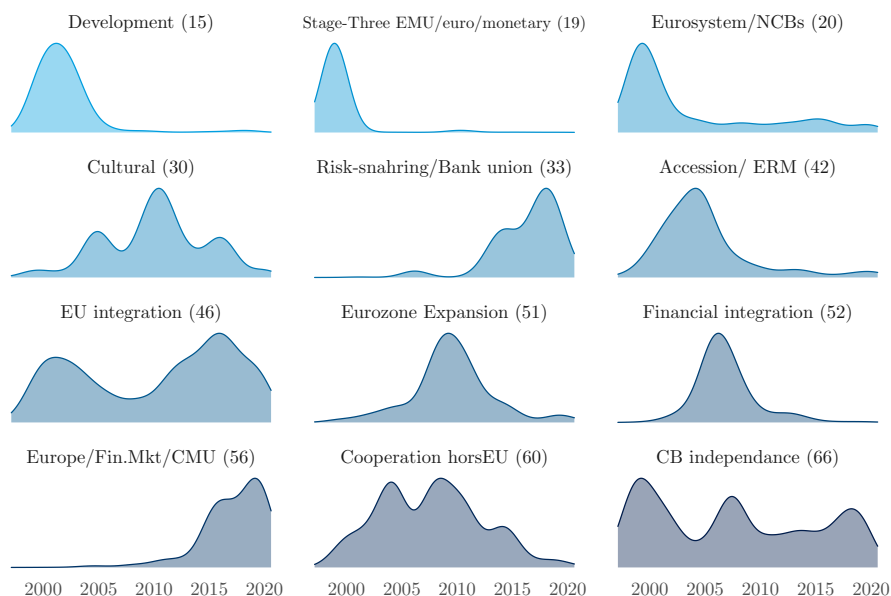 Development (15)
Stage-Three EMU/euro/monetary (19)
Eurosystem/NCBs (20)
Cultural (30)
Risk-snahring/Bank union (33)
Accession/ ERM (42)
EU integration (46)
Eurozone Expansion (51)
Financial integration (52)
Europe/Fin.Mkt/CMU (56)
Cooperation horsEU (60)
CB independance (66)
2000 2005 2010 2015 2020
2000 2005 2010 2015 2020
2000 2005 2010 2015 2020